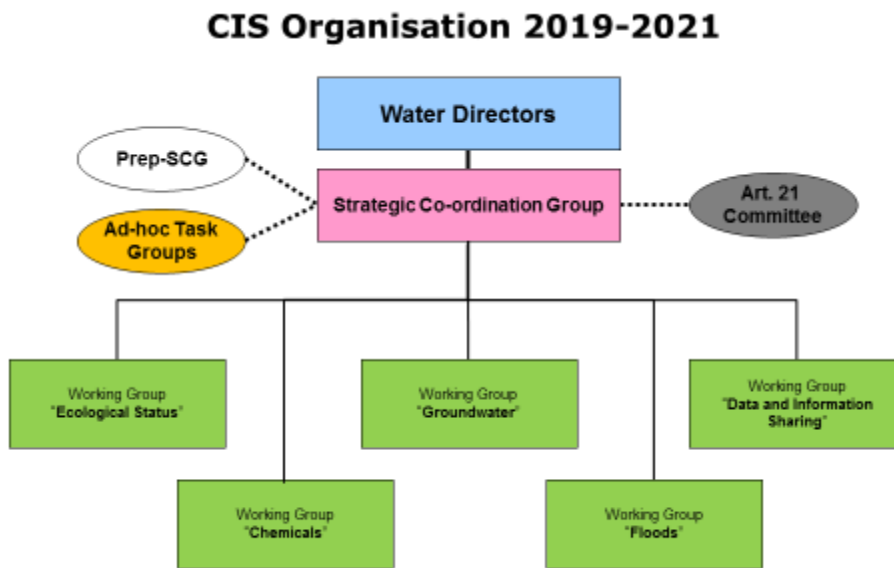 CIS Organisation 2019-2021
Water Directors
Prep-SCG
Strategic Co-ordination Group
Art. 21
Committee
Ad-hoc Task
Groups
Working Group
"Ecological Status"
Working Group
"Groundwater"
Working Group
"Data and Information
Sharing"
Working Group
"Chemicals"
Working Group
"Floods"